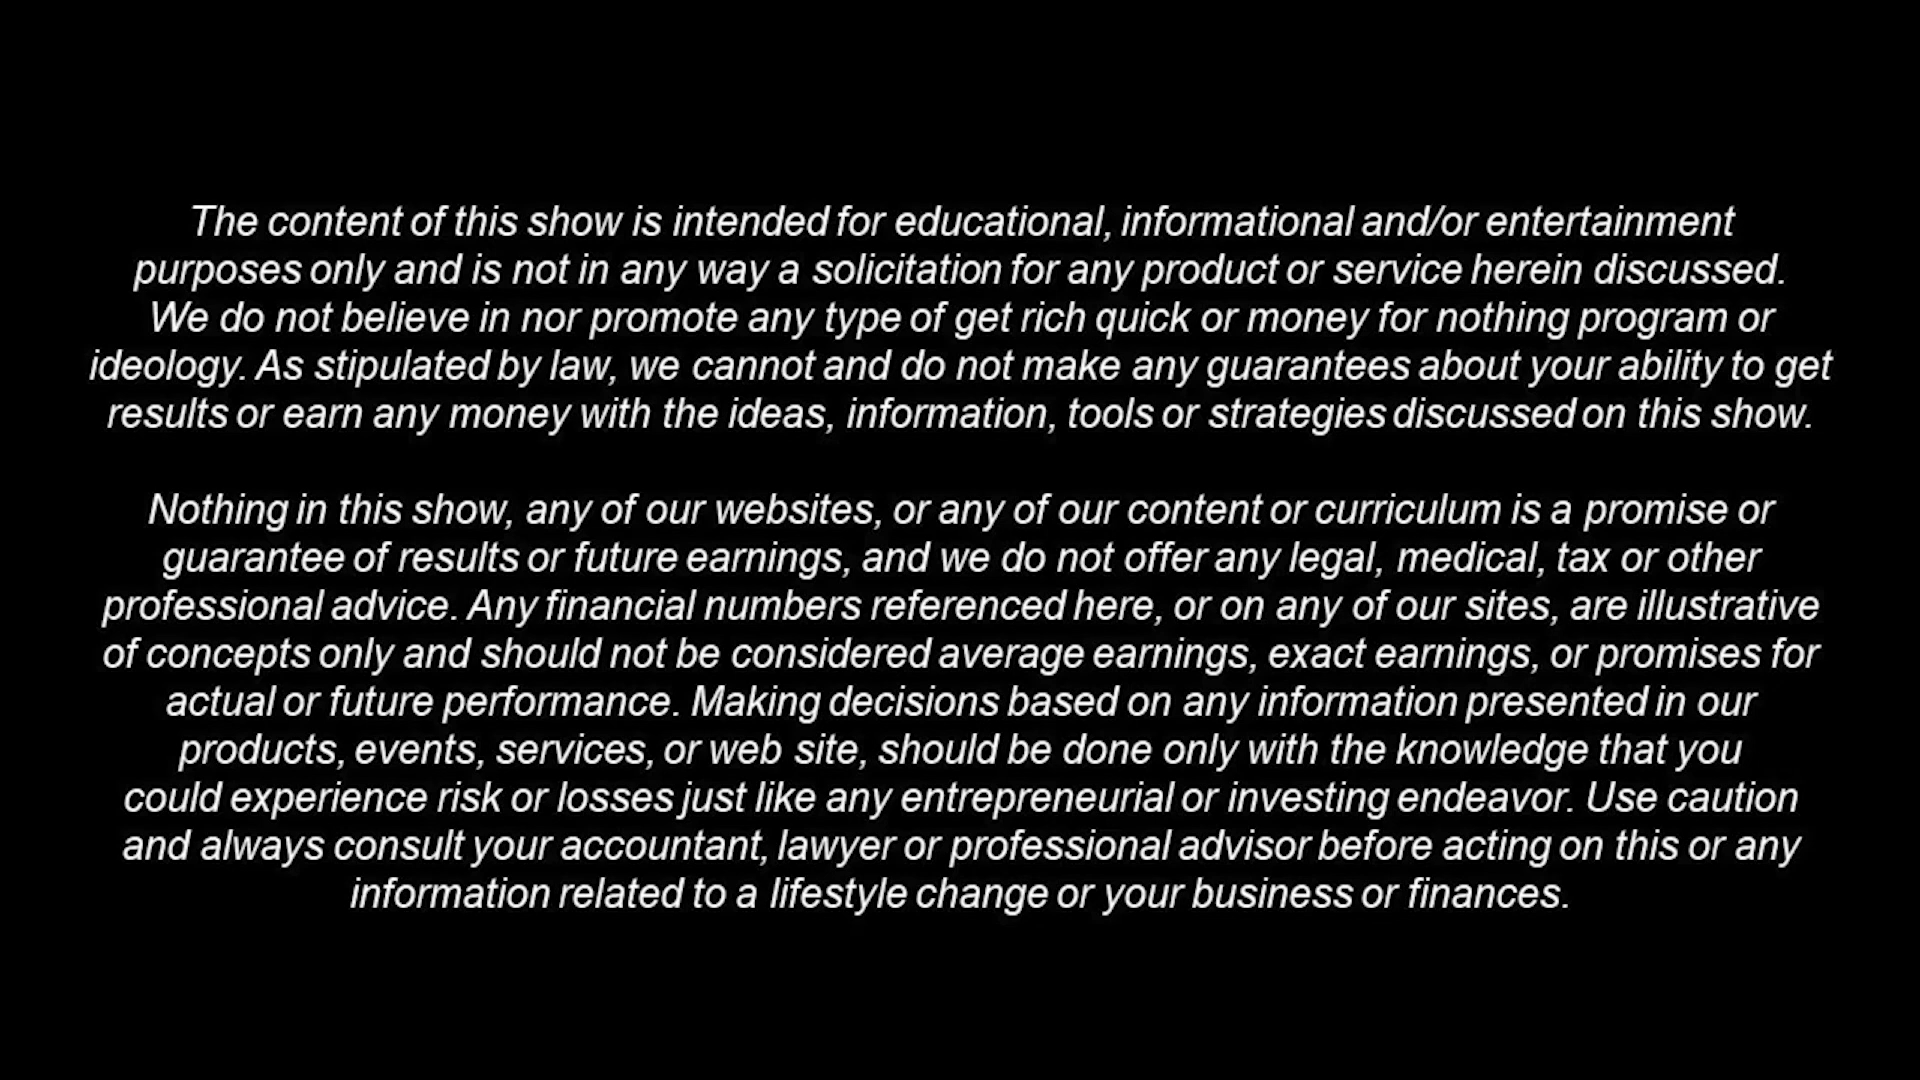 The content of this show is intended for educational, informational and/or entertainment
purposes only and is not in any way a solicitation for any product or service herein discussed.
We do not believe in nor promote any type of get rich quick or money for nothing program or
ideology. As stipulated by law, we cannot and do not make any guarantees about your ability to get
results or earn any money with the ideas, information, tools or strategies discussed on this show.
Nothing in this show, any of our websites, or any of our content or curriculum is a promise or
guarantee of results or future earnings, and we do not offer any legal, medical, tax or other
professional advice. Any financial numbers referenced here, or on any of our sites, are illustrative
of concepts only and should not be considered average earnings, exact earnings, or promises for
actual or future performance. Making decisions based on any information presented in our
products, events, services, or web site, should be done only with the knowledge that you
could experience risk or losses just like any entrepreneurial or investing endeavor. Use caution
and always consult your accountant, lawyer or professional advisor before acting on this or any
information related to a lifestyle change or your business or finances.